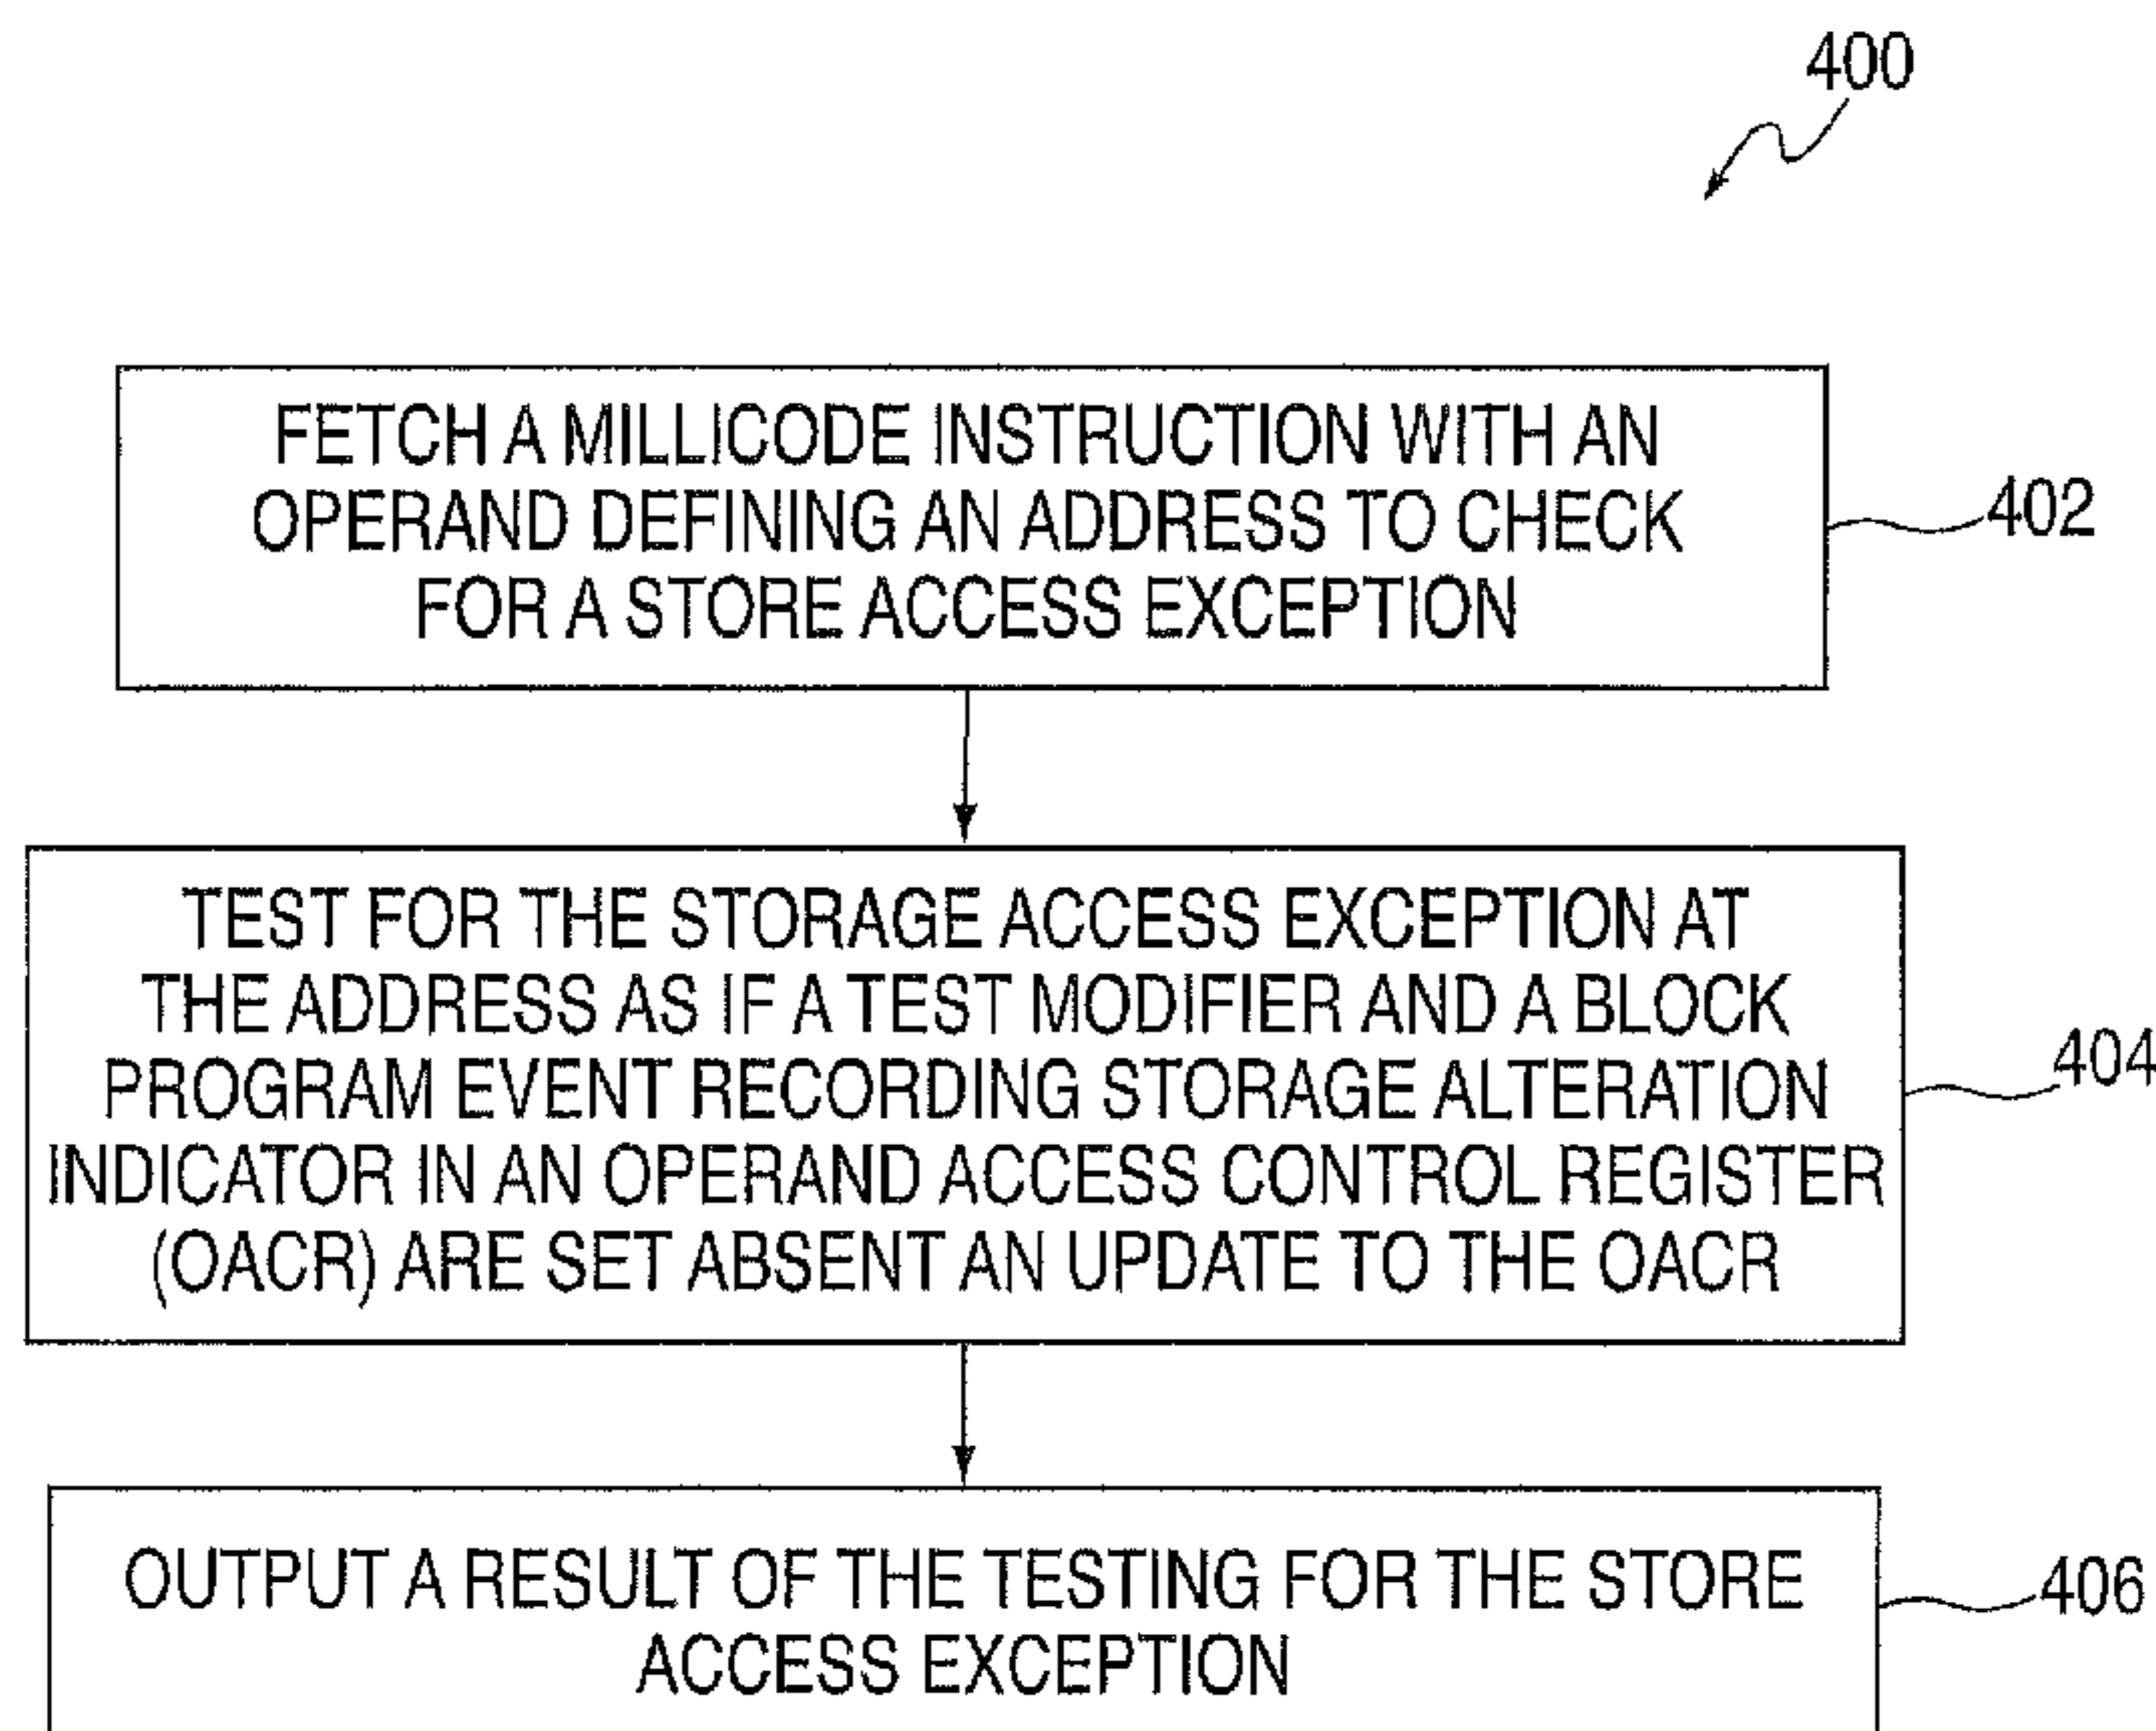 400
FETCH A MILLICODE INSTRUCTION WITH AN
OPERAND DEFINING AN ADDRESS TO CHECK
FOR A STORE ACCESS EXCEPTION
402
TEST FOR THE STORAGE ACCESS EXCEPTION AT
THE ADDRESS AS IF A TEST MODIFIER AND A BLOCK
PROGRAM EVENT RECORDING STORAGE ALTERATION
INDICATOR IN AN OPERAND ACCESS CONTROL REGISTER
(OACR) ARE SET ABSENT AN UPDATE TO THE OACR
404
OUTPUT A RESULT OF THE TESTING FOR THE STORE
ACCESS EXCEPTION
406